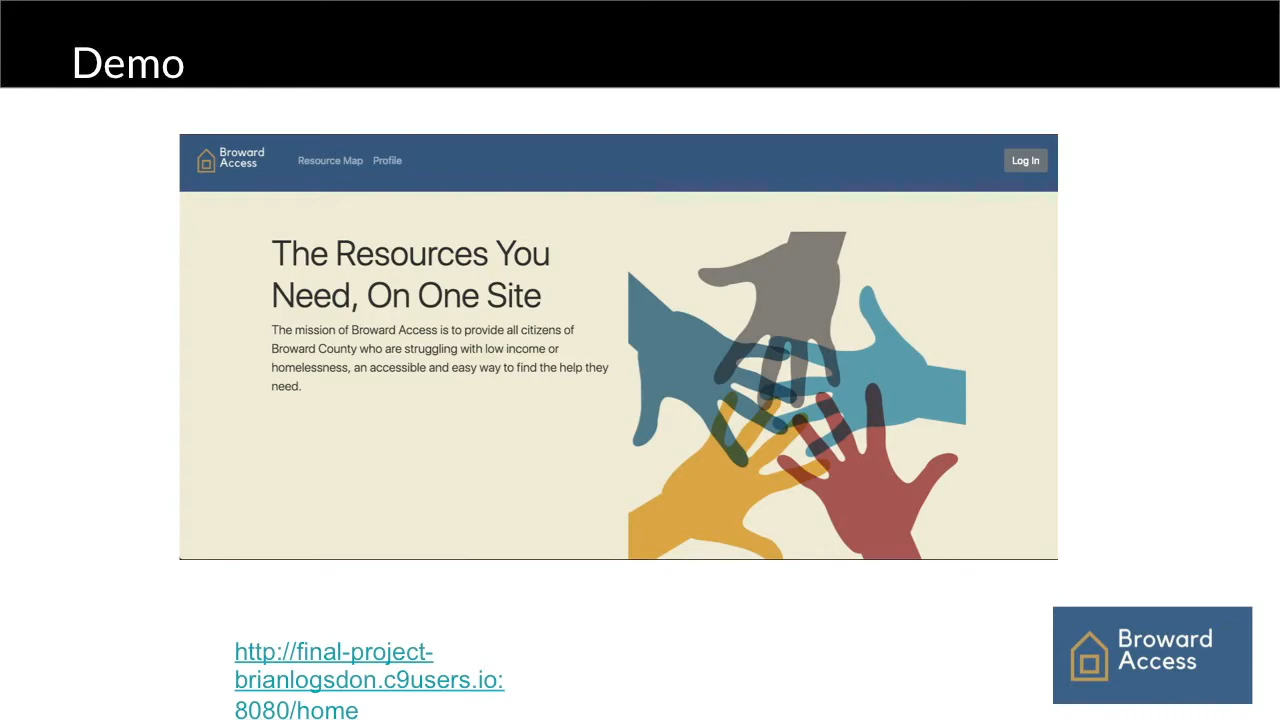 Demo
Broward
Access
Resource Map Profile
Log In
The Resources You
Need, On One Site
The mission of Broward Access is to provide all citizens of
Broward County who are struggling with low income or
homelessness, an accessible and easy way to find the help they
need.
http://final-project-
brianlogsdon.c9users.io:
8080/home
Broward
Access